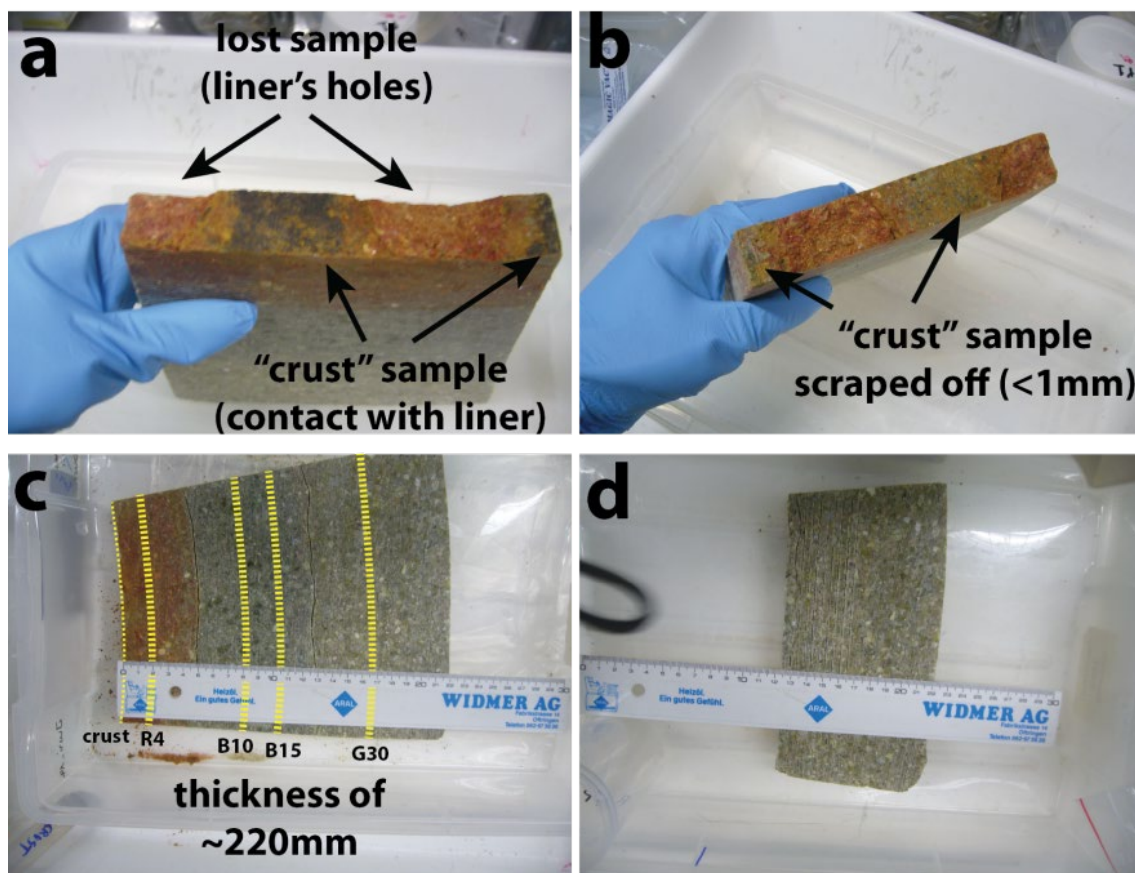 a
lost sample
(liner's holes)
"crust" sample
(contact with liner)
b
"crust" sample
scraped off (<1mm)
c
Heizöl.
Ein gutes Gefühl.
ARAL
WIDMER AG
crust R4 B10 B15 G30
thickness of
~220mm
d
Heizöl.
Ein gutes Gefühl.
ARAL
WIDMER AG